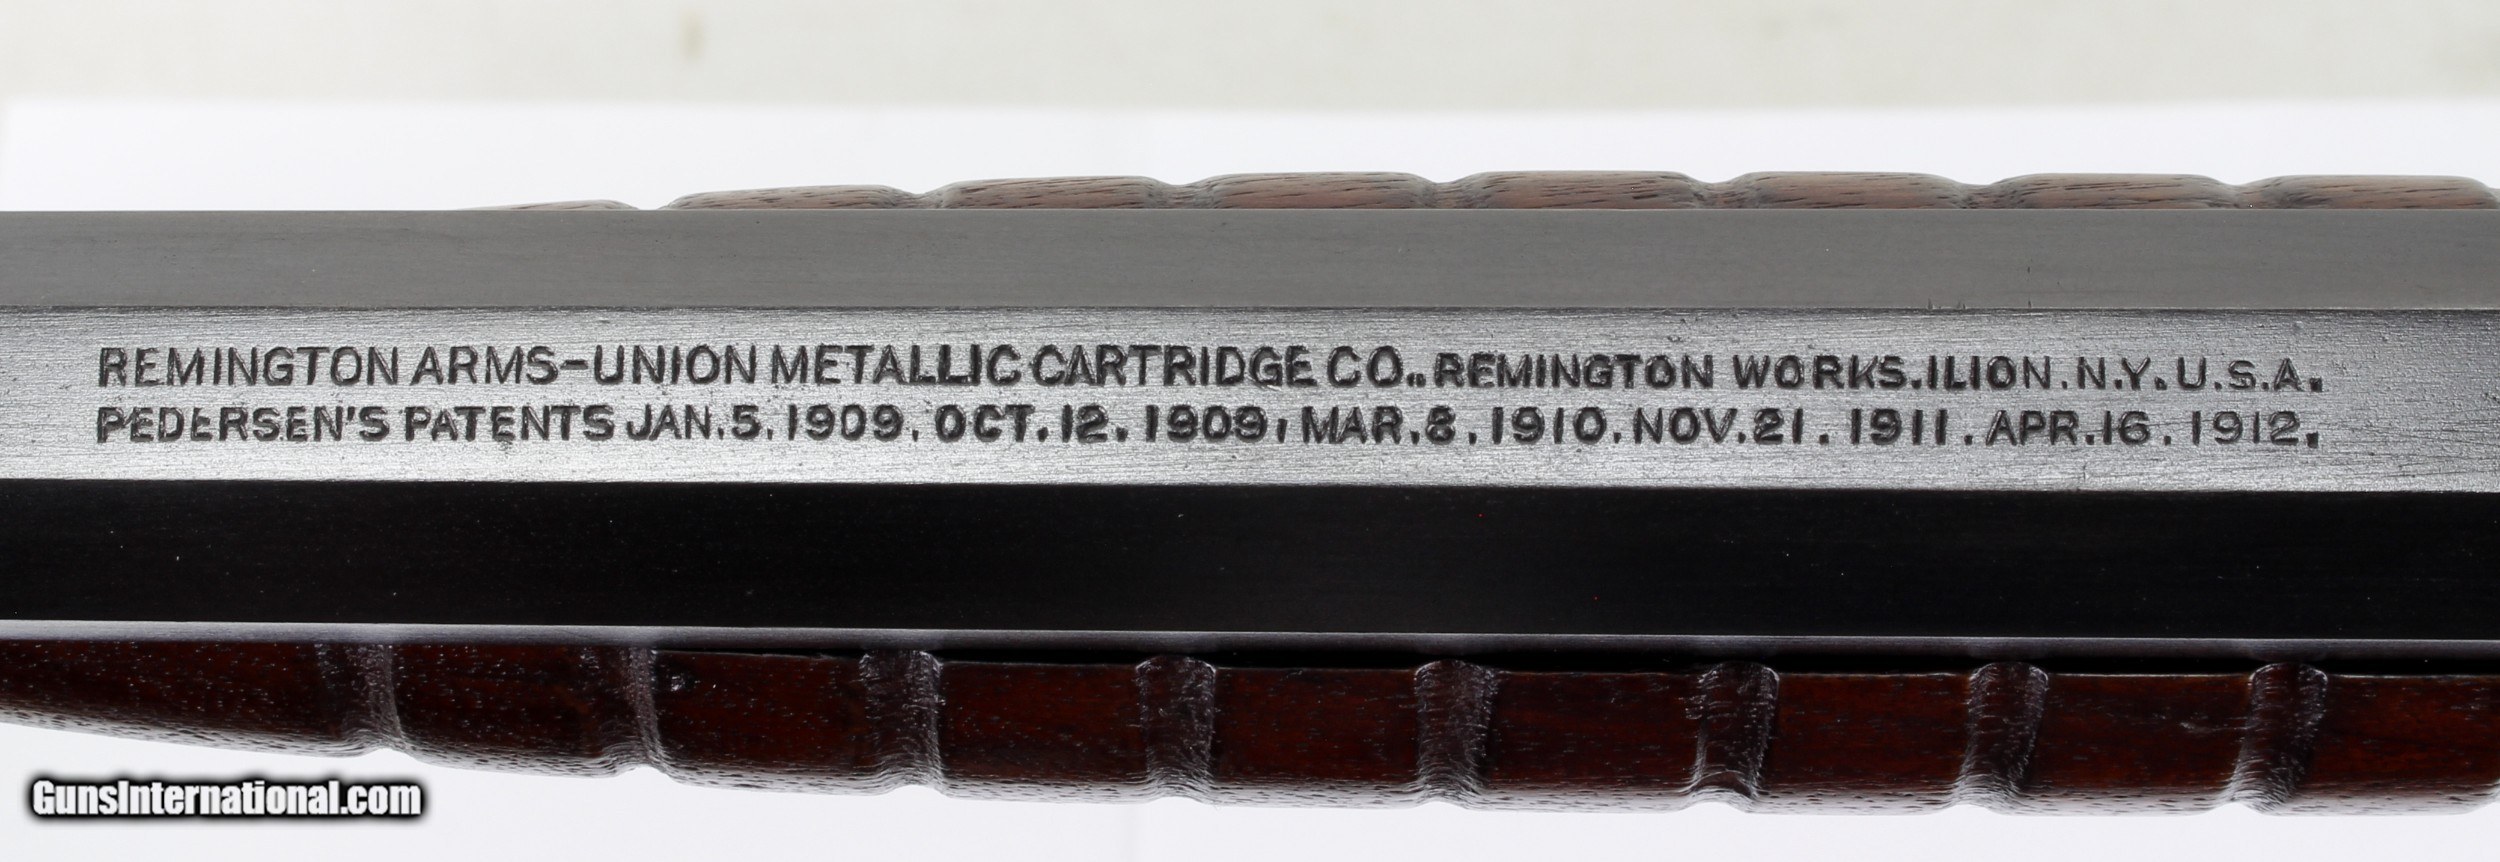 REMINGTON ARMS-UNION METALLIC CARTRIDGE CO., REMINGTON WORKS. ILION. N.Y. U.S.A.
PEDERSEN'S PATENTS JAN. 5. 1909. OCT. 12. 1909, MAR. 8. 1910. NOV. 21. 1911. APR. 16. 1912.
GunsInternational.com